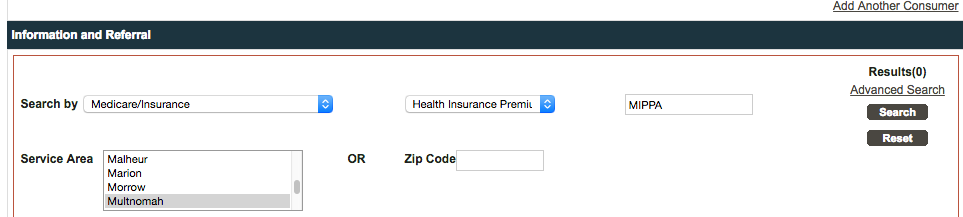 Add Another Consumer
Information and Referral
Results(0)
Advanced Search
Search by Medicare/Insurance Health Insurance Premiu MIPPA
Search
Reset
Service Area Malheur OR Zip Code
Marion
Morrow
Multnomah